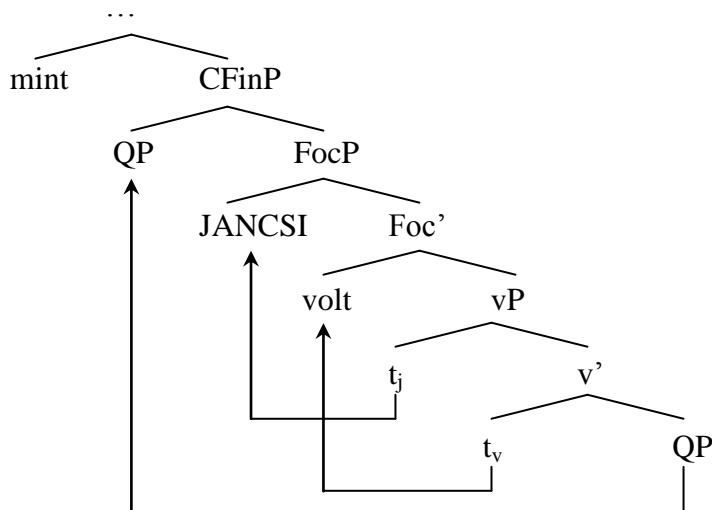 …
mint CFinP
QP FocP
JANCSI Foc’
volt vP
tj v’
tv QP